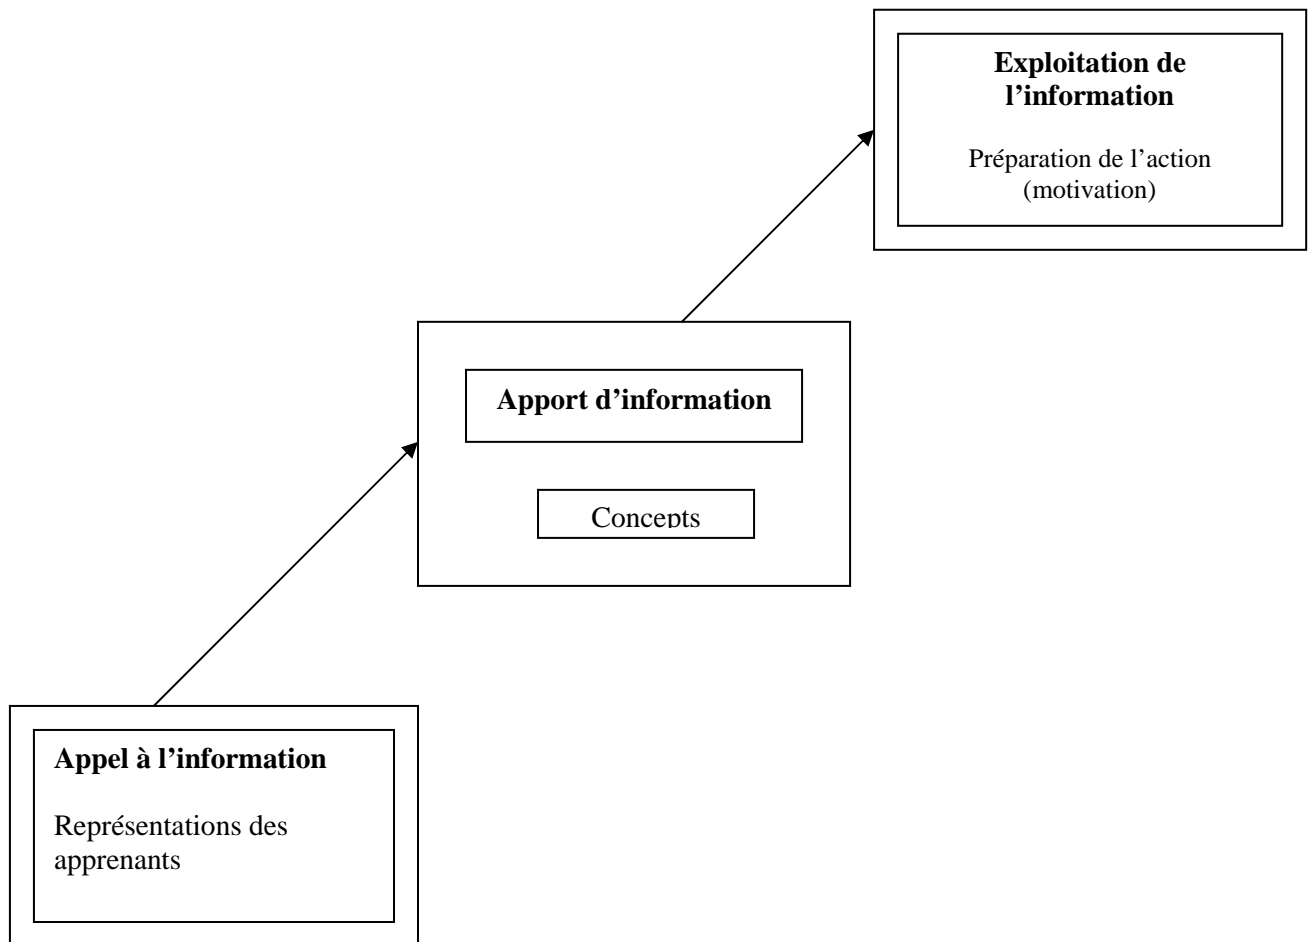 Exploitation de
l’information
Préparation de l’action
(motivation)
Apport d’information
Concepts
Appel à l’information
Représentations des
apprenants